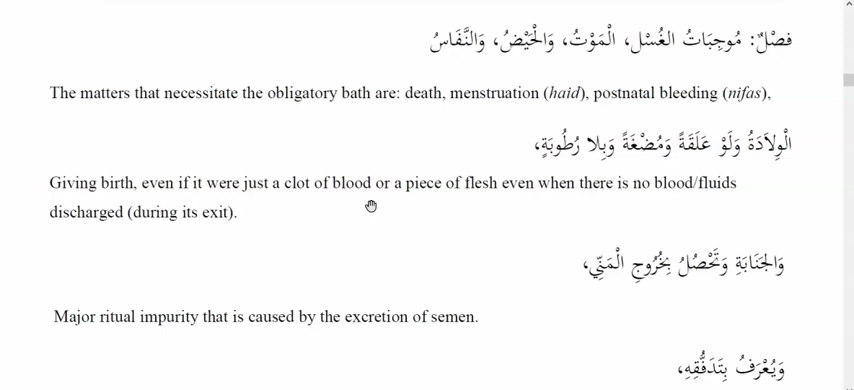 فصْلٌ: مُوجِبَاتُ الغُسْل، الْمَوْتُ، وَالْحَيْضُ، وَالنَّفَاسُ
The matters that necessitate the obligatory bath are: death, menstruation (haid), postnatal bleeding (nifas),
الْوِلاَدَةُ وَلَوْ عَلَقَةً وَمُضْغَةً وَبِلا رُطُوبَةٍ،
Giving birth, even if it were just a clot of blood or a piece of flesh even when there is no blood/fluids
discharged (during its exit).
وَالجَنَابَةِ وَتَحْصُلُ بِخُرُوجِ الْمَنِّي،
Major ritual impurity that is caused by the excretion of semen.
وَيُعْرَفُ بِتَدَفُّقِهِ،